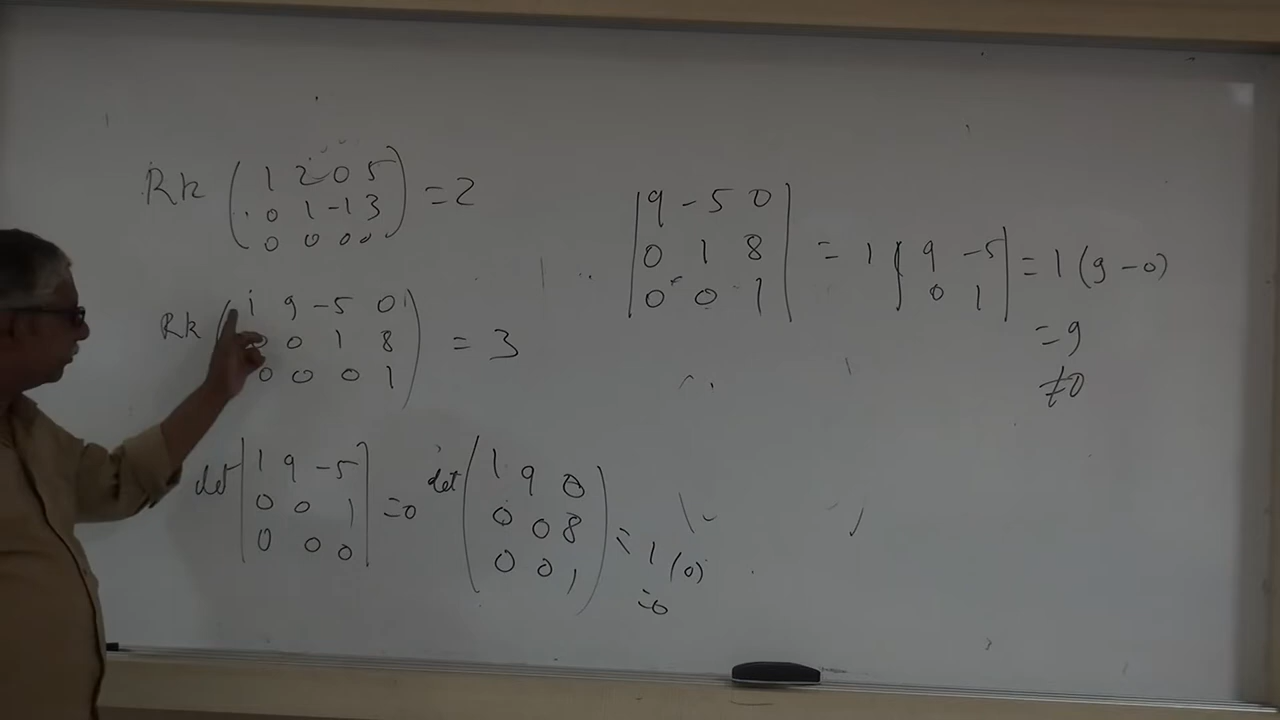 Rk ( 1 2 0 5 ) = 2
0 1 -1 3
0 0 0 0
Rk ( 1 9 -5 0 ) = 3
0 0 1 8
0 0 0 1
det | 1 9 -5 | = 0
0 0 1
0 0 0
det ( 1 9 0 ) = 1 (0)
0 0 8
0 0 1
= 0
| 9 -5 0 |
0 1 8
0 0 1
= 1 | 9 -5 | = 1 (9 - 0)
0 1
= 9
≠ 0